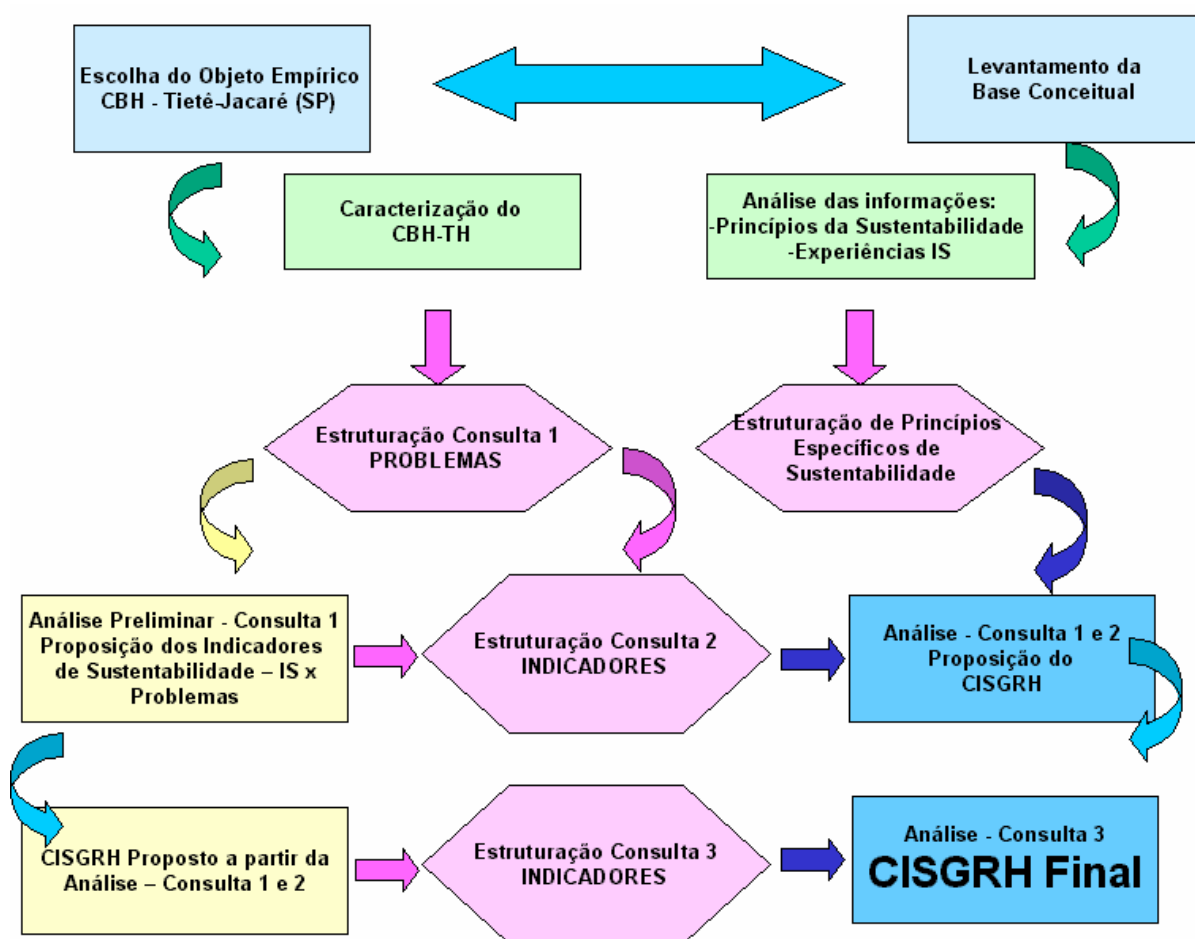 Escolha do Objeto Empírico
CBH - Tietê-Jacaré (SP)
Levantamento da
Base Conceitual
Caracterização do
CBH-TH
Análise das informações:
-Princípios da Sustentabilidade
-Experiências IS
Estruturação Consulta 1
PROBLEMAS
Estruturação de Princípios
Específicos de
Sustentabilidade
Análise Preliminar - Consulta 1
Proposição dos Indicadores
de Sustentabilidade – IS x
Problemas
Estruturação Consulta 2
INDICADORES
Análise - Consulta 1 e 2
Proposição do
CISGRH
CISGRH Proposto a partir da
Análise – Consulta 1 e 2
Estruturação Consulta 3
INDICADORES
Análise - Consulta 3
CISGRH Final